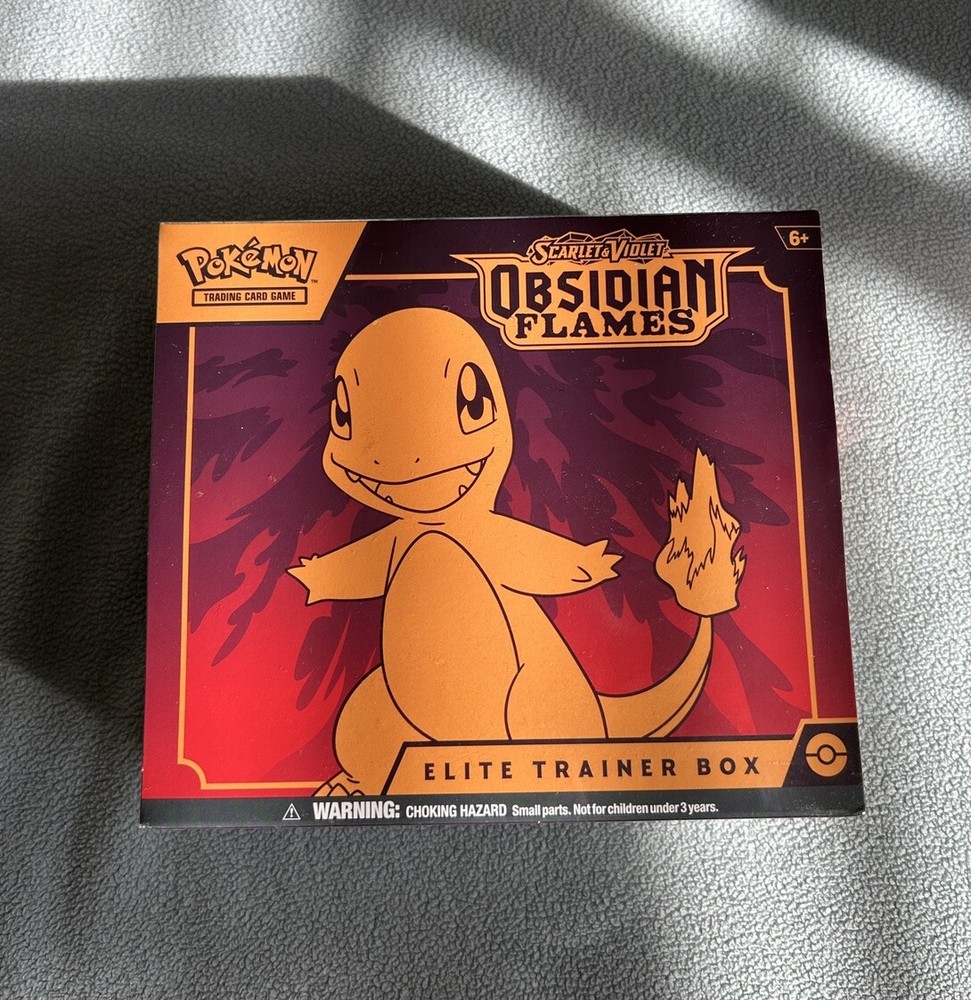 Pokémon
TM
TRADING CARD GAME
SCARLET & VIOLET
OBSIDIAN
FLAMES
6+
ELITE TRAINER BOX
WARNING: CHOKING HAZARD Small parts. Not for children under 3 years.